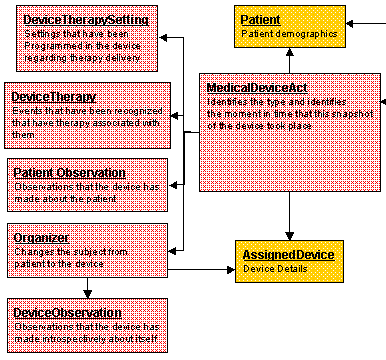 DeviceTherapySetting
Settings that have been
Programmed in the device
regarding therapy delivery
Patient
Patient demographics
DeviceTherapy
Events that have been recognized
that have therapy associated with
them
MedicalDeviceAct
Identifies the type and identifies
the moment in time that this snapshot
of the device took place
Patient Observation
Observations that the device has
made about the patient
Organizer
Changes the subject from
patient to the device
AssignedDevice
Device Details
DeviceObservation
Observations that the device has
made introspectively about itself